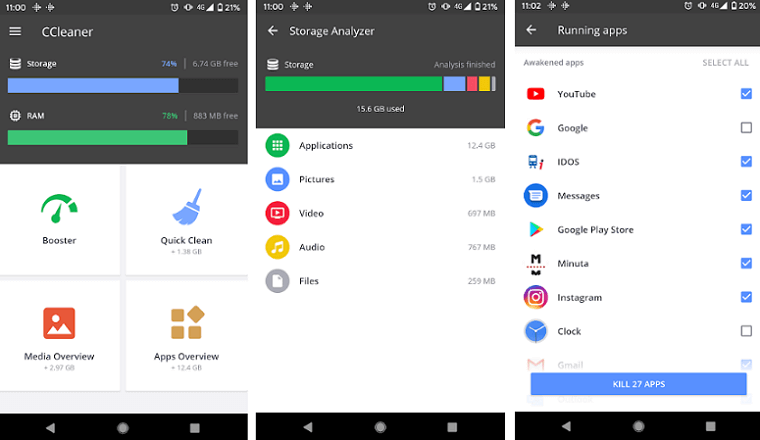 11:00
4G
21%
CCleaner
Storage
74%
6.74 GB free
RAM
78%
883 MB free
Booster
Quick Clean
• 1.38 GB
Media Overview
• 2.97 GB
Apps Overview
• 12.4 GB
11:00
4G
21%
Storage Analyzer
Storage
Analysis finished
15.6 GB used
Applications
12.4 GB
Pictures
1.5 GB
Video
697 MB
Audio
767 MB
Files
259 MB
11:02
4G
20%
Running apps
Awakened apps
SELECT ALL
YouTube
Google
IDOS
Messages
Google Play Store
Minuta
Instagram
Clock
Gmail
KILL 27 APPS